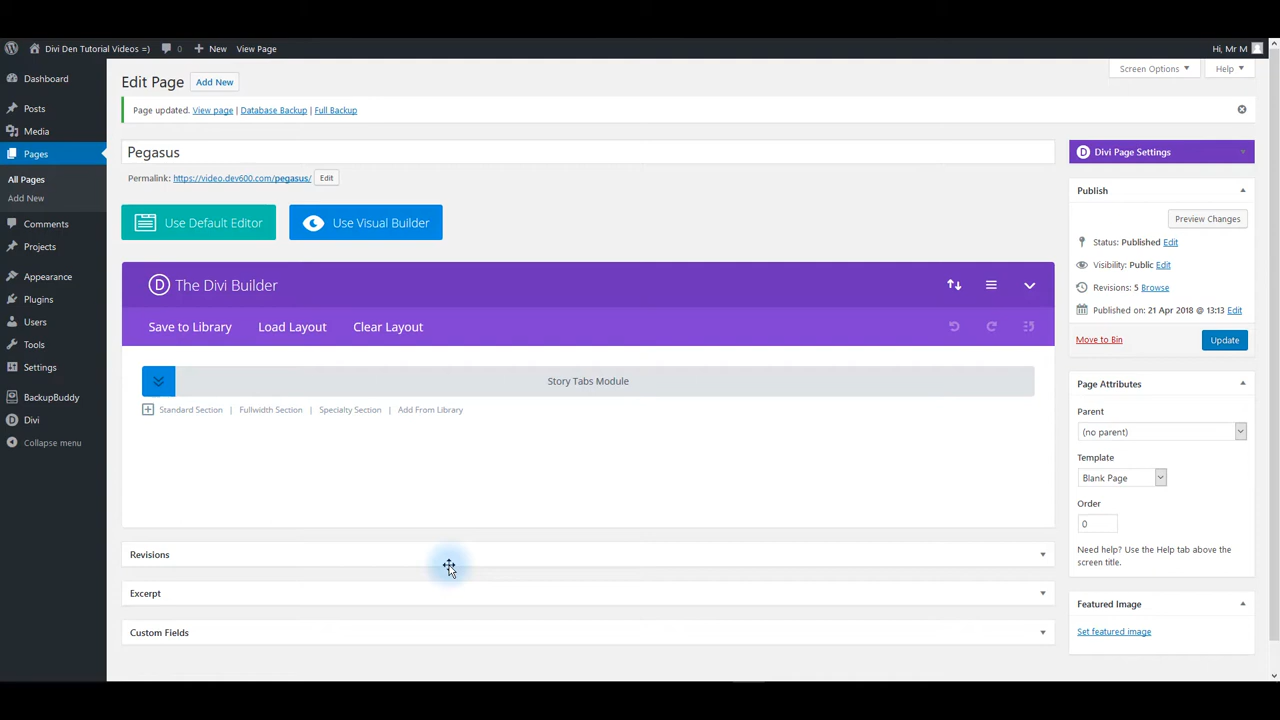 Divi Den Tutorial Videos =) 0 + New View Page Hi, Mr M
Dashboard
Posts
Media
Pages
All Pages
Add New
Comments
Projects
Appearance
Plugins
Users
Tools
Settings
BackupBuddy
Divi
Collapse menu
Screen Options Help
Edit Page Add New
Page updated. View page | Database Backup | Full Backup
Pegasus
Permalink: https://video.dev600.com/pegasus/ Edit
Use Default Editor Use Visual Builder
D The Divi Builder
Save to Library Load Layout Clear Layout
Story Tabs Module
Standard Section | Fullwidth Section | Specialty Section | Add From Library
Revisions
Excerpt
Custom Fields
D Divi Page Settings
Publish
Preview Changes
Status: Published Edit
Visibility: Public Edit
Revisions: 5 Browse
Published on: 21 Apr 2018 @ 13:13 Edit
Move to Bin Update
Page Attributes
Parent
(no parent)
Template
Blank Page
Order
0
Need help? Use the Help tab above the
screen title.
Featured Image
Set featured image